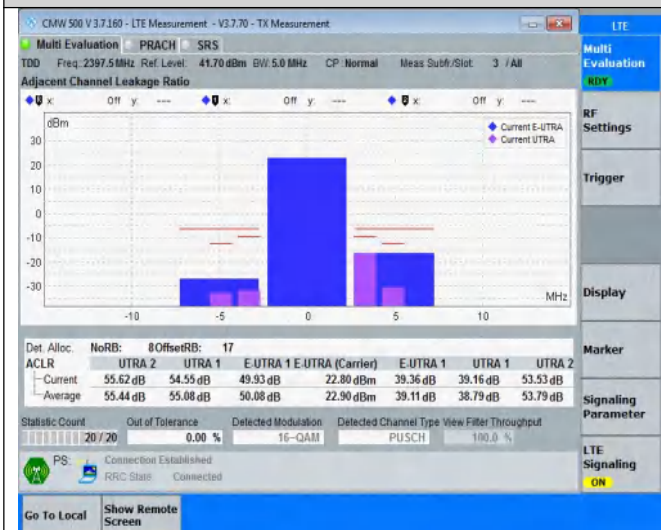 CMW 500 V 3.7.160 - LTE Measurement - V3.7.70 - TX Measurement
LTE
Multi Evaluation PRACH SRS
Multi Evaluation
RDY
TDD Freq.: 2397.5 MHz Ref. Level: 41.70 dBm BW: 5.0 MHz CP: Normal Meas Subfr./Slot: 3 / All
Adjacent Channel Leakage Ratio
x: Off y: --- x: Off y: --- x: Off y: ---
dBm
Current E-UTRA
Current UTRA
30
20
10
0
-10
-20
-30
MHz
-10 -5 0 5 10
RF Settings
Trigger
Display
Marker
Signaling Parameter
LTE Signaling
ON
Det. Alloc. NoRB: 8 OffsetRB: 17
ACLR UTRA 2 UTRA 1 E-UTRA 1 E-UTRA (Carrier) E-UTRA 1 UTRA 1 UTRA 2
Current 55.62 dB 54.55 dB 49.93 dB 22.80 dBm 39.36 dB 39.16 dB 53.53 dB
Average 55.44 dB 55.08 dB 50.08 dB 22.90 dBm 39.11 dB 38.79 dB 53.79 dB
Statistic Count Out of Tolerance Detected Modulation Detected Channel Type View Filter Throughput
20 / 20 0.00 % 16-QAM PUSCH 100.0 %
PS: Connection Established
RRC State Connected
Go To Local Show Remote Screen